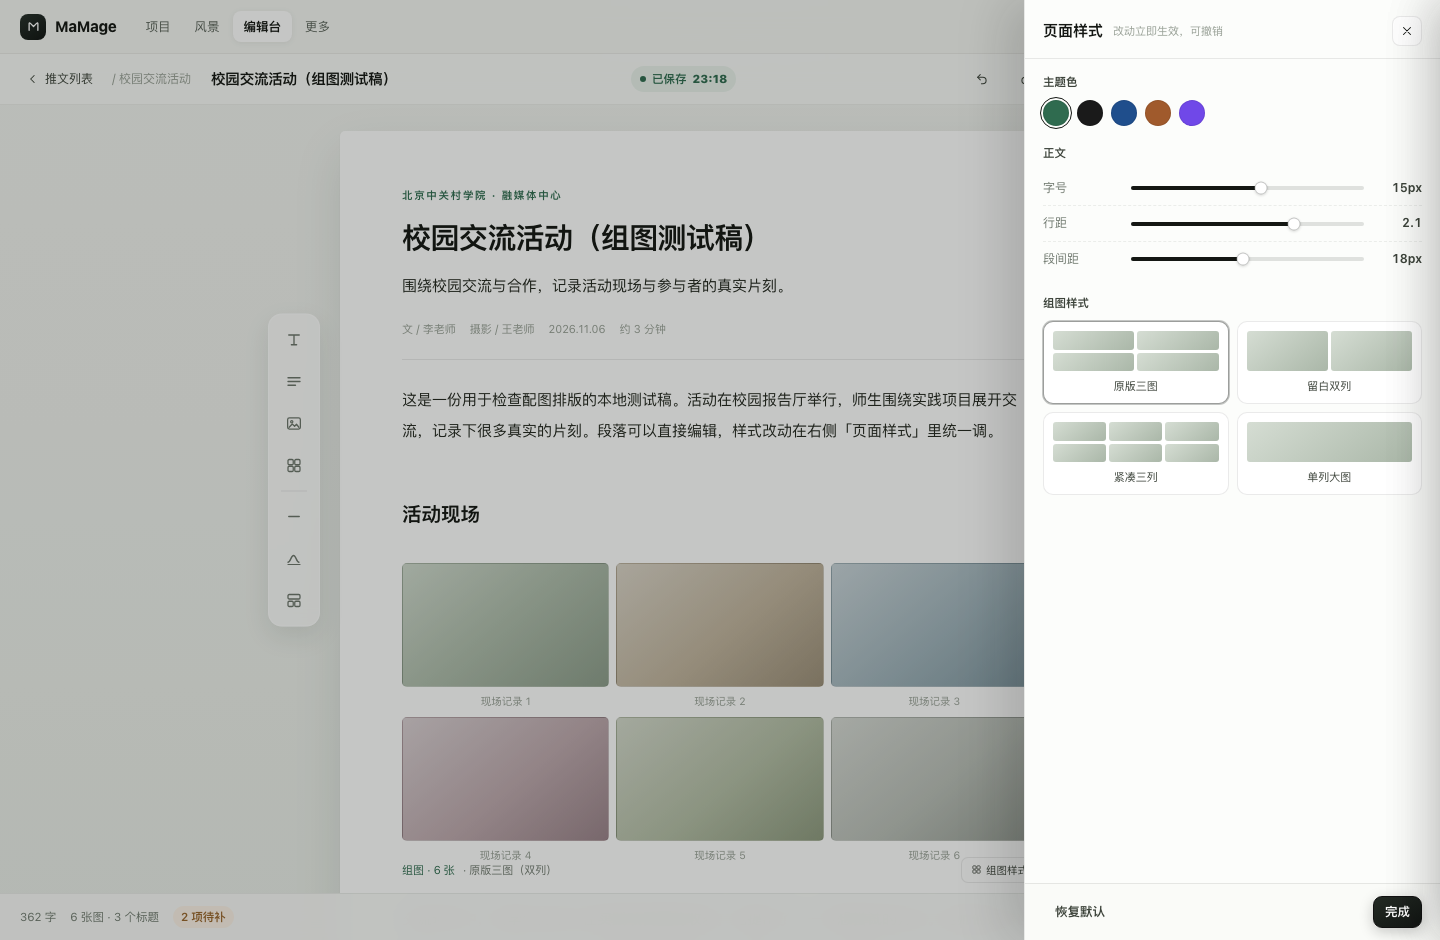 MaMage 项目 风景 编辑台 更多
推文列表 / 校园交流活动 校园交流活动（组图测试稿） 已保存 23:18
北京中关村学院 · 融媒体中心
校园交流活动（组图测试稿）
围绕校园交流与合作，记录活动现场与参与者的真实片刻。
文 / 李老师 摄影 / 王老师 2026.11.06 约 3 分钟
这是一份用于检查配图排版的本地测试稿。活动在校园报告厅举行，师生围绕实践项目展开交
流，记录下很多真实的片刻。段落可以直接编辑，样式改动在右侧「页面样式」里统一调。
活动现场
现场记录 1 现场记录 2 现场记录 3
现场记录 4 现场记录 5 现场记录 6
组图 · 6 张 · 原版三图（双列） 组图样式
362 字 6 张图 · 3 个标题 2 项待补
页面样式 改动立即生效，可撤销
主题色
正文
字号 15px
行距 2.1
段间距 18px
组图样式
原版三图 留白双列
紧凑三列 单列大图
恢复默认 完成